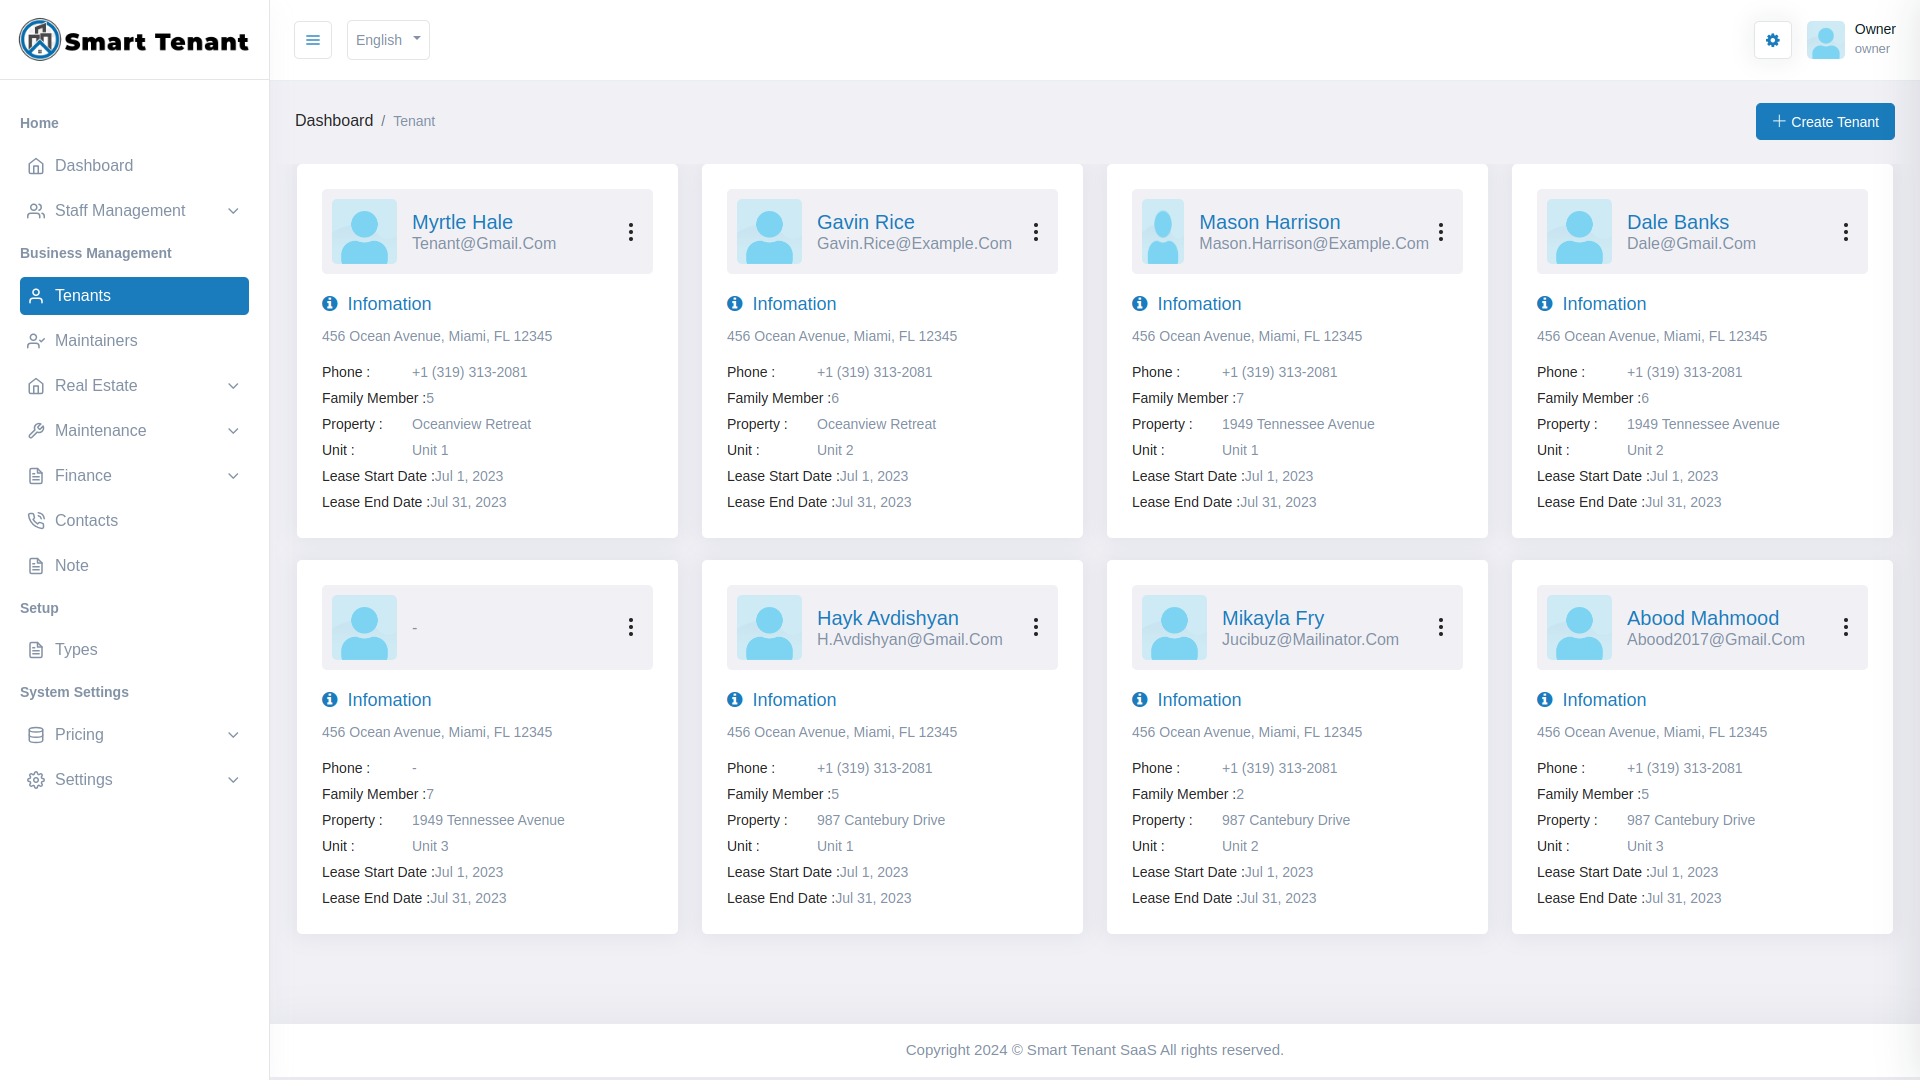 Smart Tenant
English
Owner
owner
Home
Dashboard
Staff Management
Business Management
Tenants
Maintainers
Real Estate
Maintenance
Finance
Contacts
Note
Setup
Types
System Settings
Pricing
Settings
Dashboard / Tenant
Create Tenant
Myrtle Hale
Tenant@Gmail.Com
Infomation
456 Ocean Avenue, Miami, FL 12345
Phone : +1 (319) 313-2081
Family Member :5
Property : Oceanview Retreat
Unit : Unit 1
Lease Start Date :Jul 1, 2023
Lease End Date :Jul 31, 2023
Gavin Rice
Gavin.Rice@Example.Com
Infomation
456 Ocean Avenue, Miami, FL 12345
Phone : +1 (319) 313-2081
Family Member :6
Property : Oceanview Retreat
Unit : Unit 2
Lease Start Date :Jul 1, 2023
Lease End Date :Jul 31, 2023
Mason Harrison
Mason.Harrison@Example.Com
Infomation
456 Ocean Avenue, Miami, FL 12345
Phone : +1 (319) 313-2081
Family Member :7
Property : 1949 Tennessee Avenue
Unit : Unit 1
Lease Start Date :Jul 1, 2023
Lease End Date :Jul 31, 2023
Dale Banks
Dale@Gmail.Com
Infomation
456 Ocean Avenue, Miami, FL 12345
Phone : +1 (319) 313-2081
Family Member :6
Property : 1949 Tennessee Avenue
Unit : Unit 2
Lease Start Date :Jul 1, 2023
Lease End Date :Jul 31, 2023
-
Infomation
456 Ocean Avenue, Miami, FL 12345
Phone : -
Family Member :7
Property : 1949 Tennessee Avenue
Unit : Unit 3
Lease Start Date :Jul 1, 2023
Lease End Date :Jul 31, 2023
Hayk Avdishyan
H.Avdishyan@Gmail.Com
Infomation
456 Ocean Avenue, Miami, FL 12345
Phone : +1 (319) 313-2081
Family Member :5
Property : 987 Cantebury Drive
Unit : Unit 1
Lease Start Date :Jul 1, 2023
Lease End Date :Jul 31, 2023
Mikayla Fry
Jucibuz@Mailinator.Com
Infomation
456 Ocean Avenue, Miami, FL 12345
Phone : +1 (319) 313-2081
Family Member :2
Property : 987 Cantebury Drive
Unit : Unit 2
Lease Start Date :Jul 1, 2023
Lease End Date :Jul 31, 2023
Abood Mahmood
Abood2017@Gmail.Com
Infomation
456 Ocean Avenue, Miami, FL 12345
Phone : +1 (319) 313-2081
Family Member :5
Property : 987 Cantebury Drive
Unit : Unit 3
Lease Start Date :Jul 1, 2023
Lease End Date :Jul 31, 2023
Copyright 2024 © Smart Tenant SaaS All rights reserved.